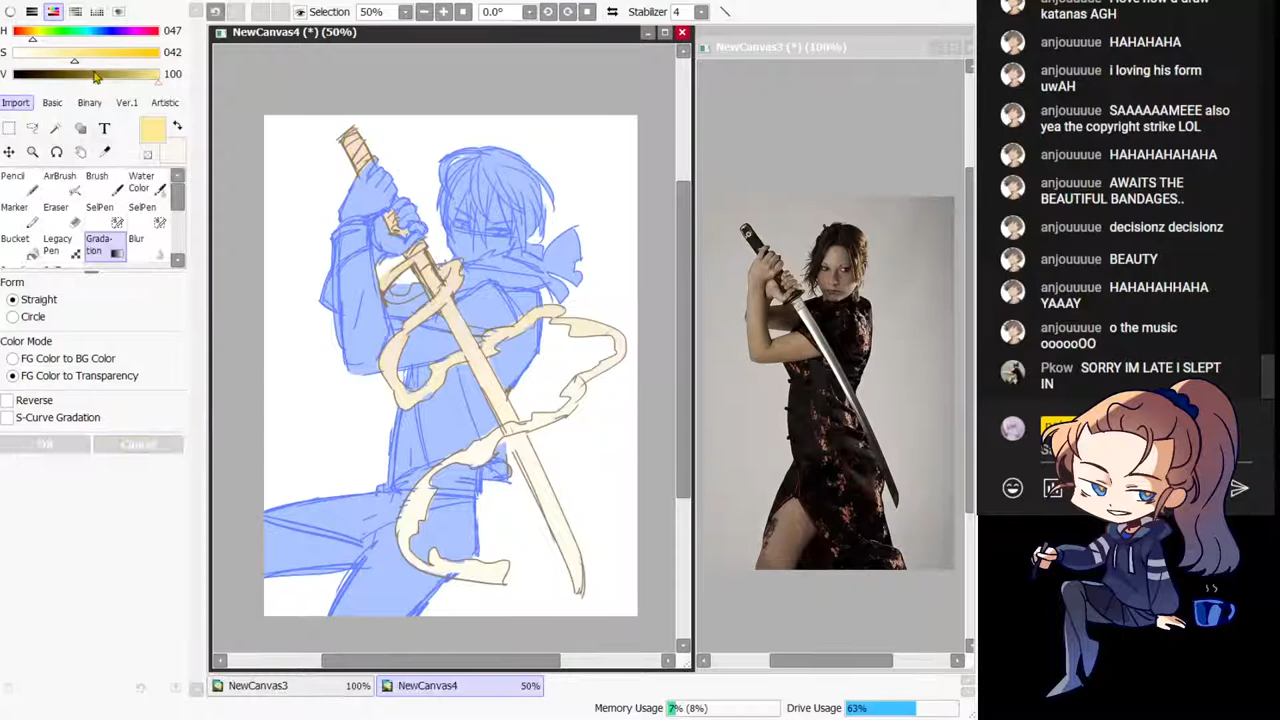 Selection 50% 0.0° Stabilizer 4
H 047
S 042
V 100
Import Basic Binary Ver.1 Artistic
T
Pencil AirBrush Brush Water Color
Marker Eraser SelPen SelPen
Bucket Legacy Pen Grada-tion Blur
Form
Straight
Circle
Color Mode
FG Color to BG Color
FG Color to Transparency
Reverse
S-Curve Gradation
OK Cancel
NewCanvas4 (*) (50%)
NewCanvas3 (*) (100%)
NewCanvas3 100% NewCanvas4 50%
Memory Usage 7% (8%) Drive Usage 63%
katanas AGH
anjouuuue HAHAHAHA
anjouuuue i loving his form
uwAH
anjouuuue SAAAAAMEEE also
yea the copyright strike LOL
anjouuuue HAHAHAHAHAHA
anjouuuue AWAITS THE
BEAUTIFUL BANDAGES..
anjouuuue decisionz decisionz
anjouuuue BEAUTY
anjouuuue HAHAHAHHAHA
YAAAY
anjouuuue o the music
oooooOO
Pkow SORRY IM LATE I SLEPT
IN